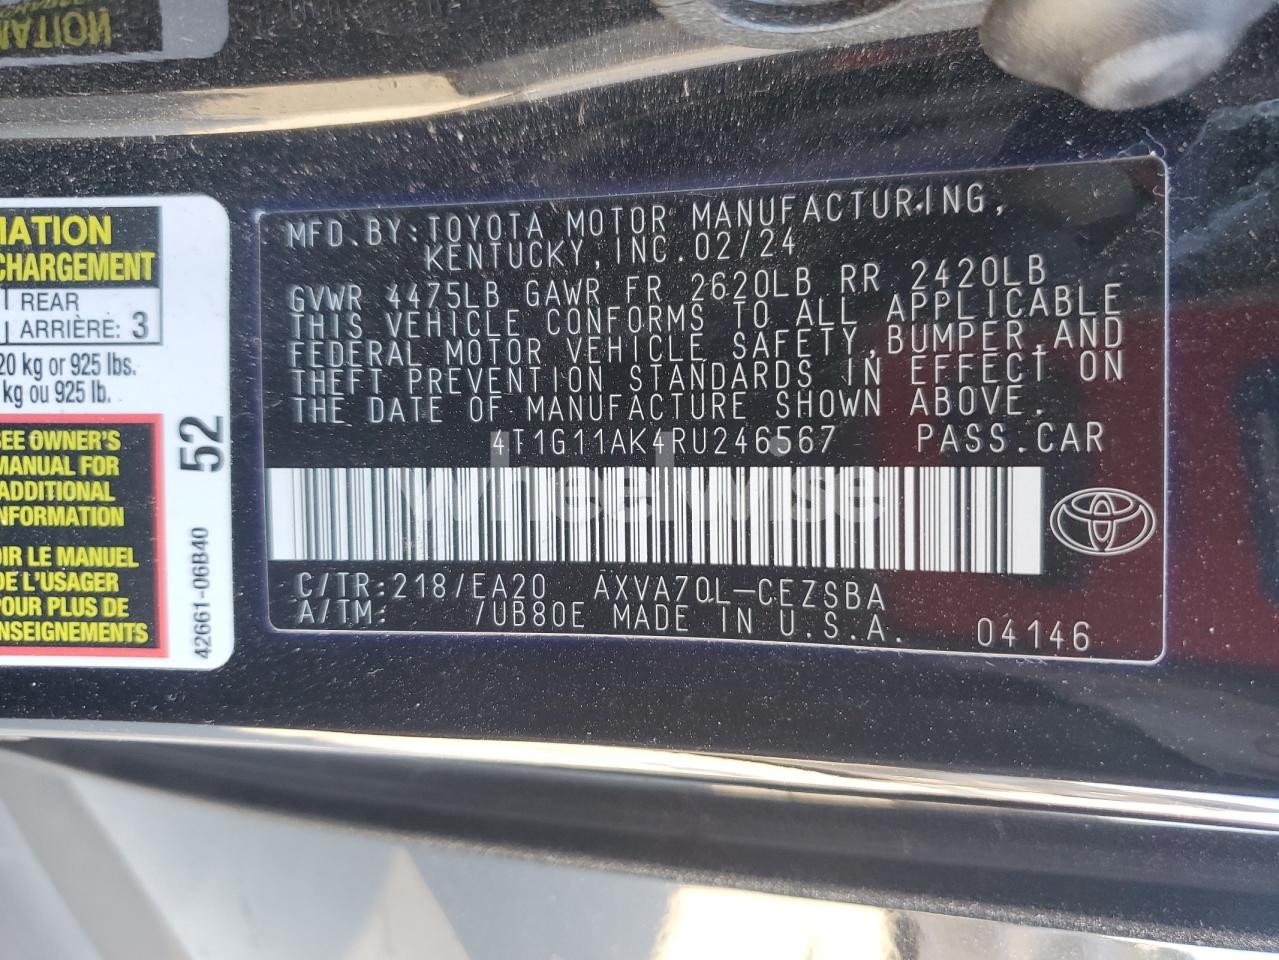 MATION
MATION
CHARGEMENT
REAR
ARRIÈRE: 3
20 kg or 925 lbs.
kg ou 925 lb.
SEE OWNER'S
MANUAL FOR
ADDITIONAL
INFORMATION
OIR LE MANUEL
DE L'USAGER
POUR PLUS DE
ENSEIGNEMENTS
52
42661-06B40
MFD.BY:TOYOTA MOTOR MANUFACTURING,
KENTUCKY,INC.02/24
GVWR 4475LB GAWR FR 2620LB RR 2420LB
THIS VEHICLE CONFORMS TO ALL APPLICABLE
FEDERAL MOTOR VEHICLE SAFETY,BUMPER,AND
THEFT PREVENTION STANDARDS IN EFFECT ON
THE DATE OF MANUFACTURE SHOWN ABOVE.
4T1G11AK4RU246567 PASS.CAR
wheelwise
C/TR:218/EA20 AXVA70L-CEZSBA
A/TM: /UB80E MADE IN U.S.A. 04146